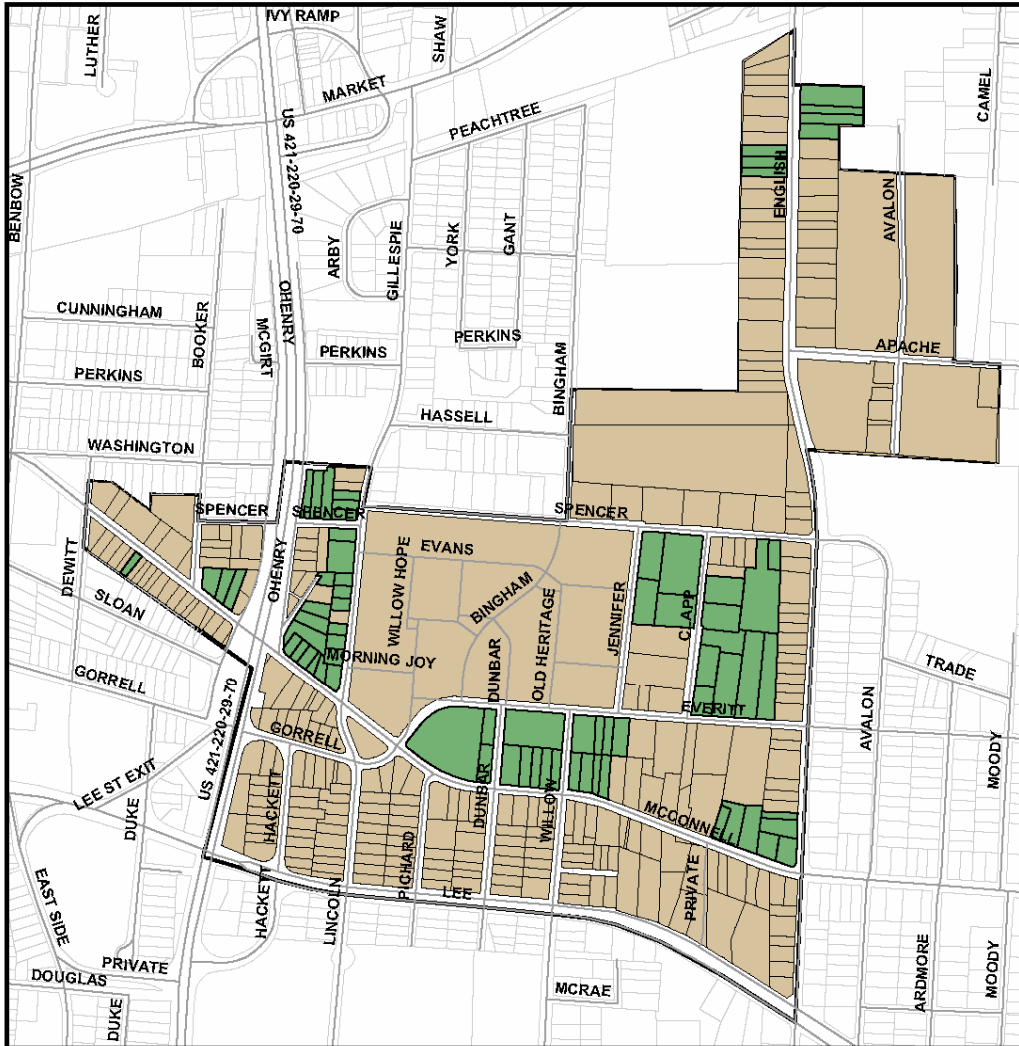 IVY RAMP
LUTHER
SHAW
MARKET
CAMEL
US 421-220-29-70
PEACHTREE
BENBOW
ENGLISH
AVALON
ARBY
GILLESPIE
YORK
GANT
CUNNINGHAM
BOOKER
MCGIRT
OHENRY
PERKINS
PERKINS
BINGHAM
APACHE
PERKINS
HASSELL
WASHINGTON
SPENCER
SPENCER
SPENCER
EVANS
DEWITT
OHENRY
WILLOW HOPE
BINGHAM
JENNIFER
CLAPP
SLOAN
OLD HERITAGE
DUNBAR
MORNING JOY
TRADE
GORRELL
EVERITT
AVALON
GORRELL
US 421-220-29-70
MOODY
LEE ST EXIT
DUKE
HACKETT
DUNBAR
WILLOW
MCCONNELL
PICHARD
PRIVATE
EAST SIDE
HACKETT
LINCOLN
LEE
PRIVATE
DOUGLAS
ARDMORE
MOODY
MCRAE
DUKE